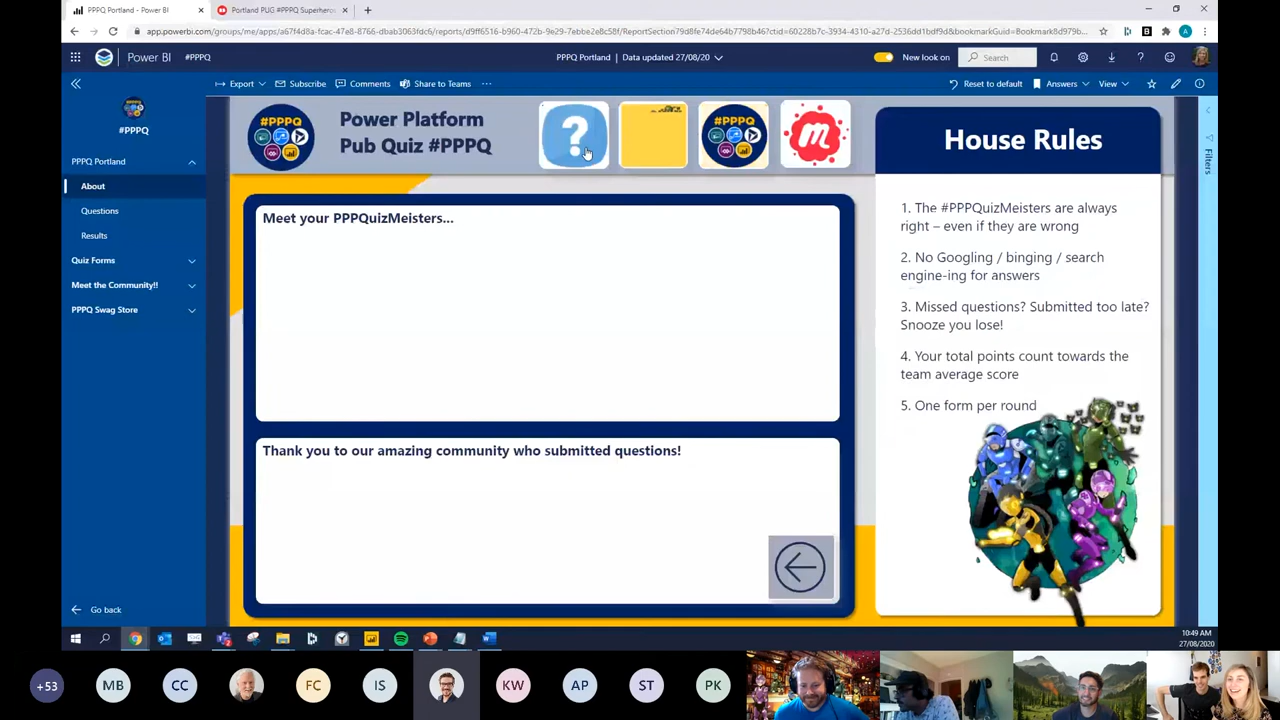 PPPQ Portland - Power BI
Portland PUG #PPPQ Superhero
app.powerbi.com/groups/me/apps/a67f4d8a-fcac-47e8-8766-dbab3063fdc6/reports/d9ff6516-b960-472b-9e29-7ebbe2e8c58f/ReportSection79d8fe74de64b7798b46?ctid=60228b7c-3934-4310-a27d-2536dd1bdf9d&bookmarkGuid=Bookmark8d979b...
Power BI #PPPQ
PPPQ Portland | Data updated 27/08/20
New look on Search
Export Subscribe Comments Share to Teams ...
Reset to default Answers View
#PPPQ
PPPQ Portland
About
Questions
Results
Quiz Forms
Meet the Community!!
PPPQ Swag Store
Go back
#PPPQ
Power Platform
Pub Quiz #PPPQ
?
#PPPQ
m
Meet your PPPQuizMeisters...
Thank you to our amazing community who submitted questions!
House Rules
1. The #PPPQuizMeisters are always
right – even if they are wrong
2. No Googling / binging / search
engine-ing for answers
3. Missed questions? Submitted too late?
Snooze you lose!
4. Your total points count towards the
team average score
5. One form per round
Filters
10:49 AM
27/08/2020
+53 MB CC FC IS KW AP ST PK